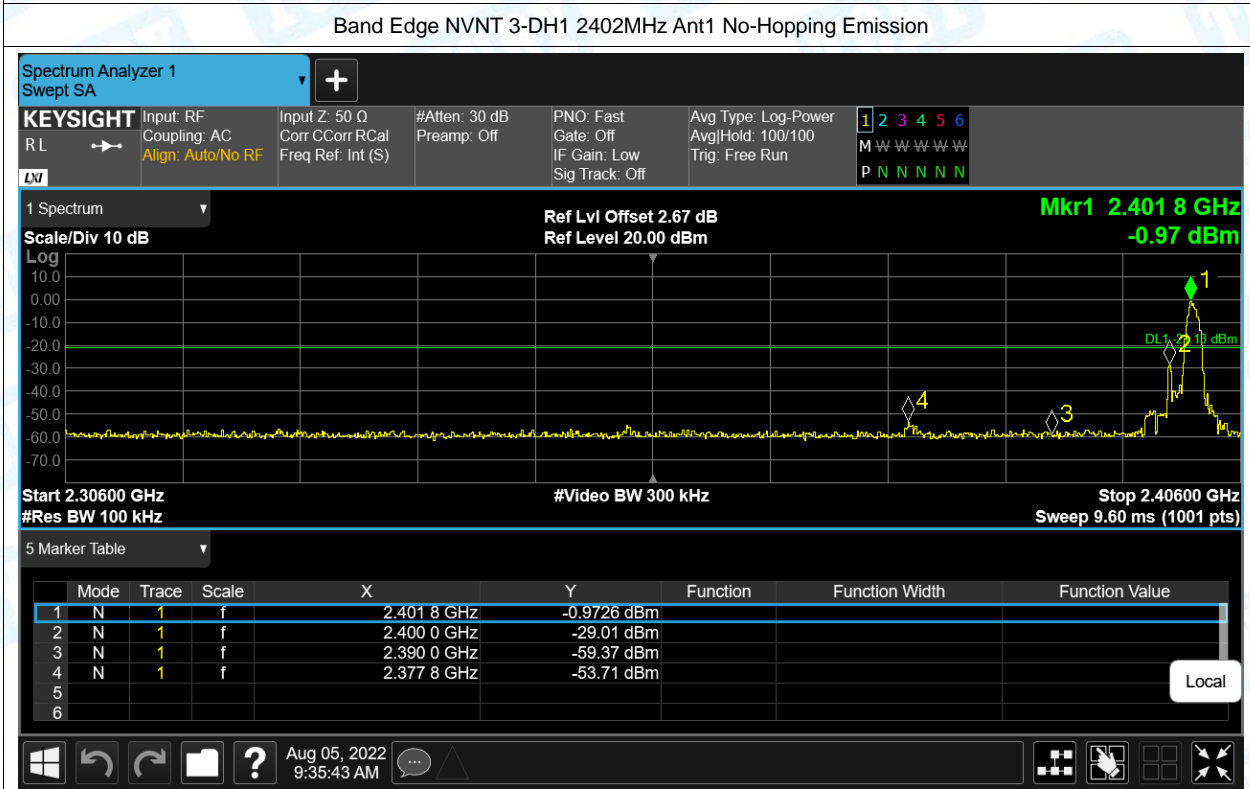 Band Edge NVNT 3-DH1 2402MHz Ant1 No-Hopping Emission
Spectrum Analyzer 1
Swept SA
KEYSIGHT Input: RF Input Z: 50 Ω #Atten: 30 dB PNO: Fast Avg Type: Log-Power 1 2 3 4 5 6
RL Coupling: AC Corr CCorr RCal Preamp: Off Gate: Off Avg|Hold: 100/100 M W W W W W
Align: Auto/No RF Freq Ref: Int (S) IF Gain: Low Trig: Free Run
LXI Sig Track: Off P N N N N N
1 Spectrum Ref Lvl Offset 2.67 dB Mkr1 2.401 8 GHz
Scale/Div 10 dB Ref Level 20.00 dBm -0.97 dBm
Log
10.0 1
0.00
-10.0
-20.0 2
-30.0
-40.0 4
-50.0 3
-60.0
-70.0
Start 2.30600 GHz #Video BW 300 kHz Stop 2.40600 GHz
#Res BW 100 kHz Sweep 9.60 ms (1001 pts)
5 Marker Table
Mode Trace Scale X Y Function Function Width Function Value
1 N 1 f 2.401 8 GHz -0.9726 dBm
2 N 1 f 2.400 0 GHz -29.01 dBm
3 N 1 f 2.390 0 GHz -59.37 dBm
4 N 1 f 2.377 8 GHz -53.71 dBm
5
6
Local
? Aug 05, 2022
9:35:43 AM